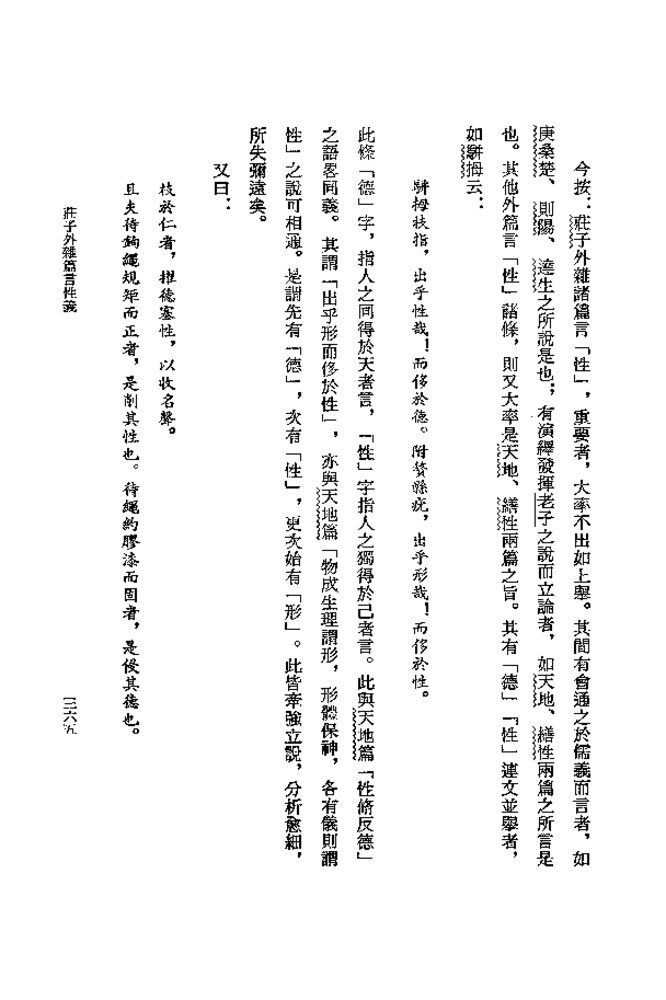 今按：莊子外雜諸篇言「性」，重要者，大率不出如上舉。其間有會通之於儒義而言者，如
庚桑楚、則陽、達生之所說是也；有演繹發揮老子之說而立論者，如天地、繕性兩篇之所言是
也。其他外篇言「性」諸條，則又大率是天地、繕性兩篇之旨。其有「德」「性」連文並舉者，
如駢拇云：
駢拇枝指，出乎性哉！而侈於德。附贅縣疣，出乎形哉！而侈於性。
此條「德」字，指人之同得於天者言，「性」字指人之獨得於己者言。此與天地篇「性脩反德」
之語畧同義。其謂「出乎形而侈於性」，亦與天地篇「物成生理謂形，形體保神，各有儀則謂
性」之說可相通。是謂先有「德」，次有「性」，更次始有「形」。此皆牽強立說，分析愈細，
所失彌遠矣。
又曰：
枝於仁者，擢德塞性，以收名聲。
且夫待鉤繩規矩而正者，是削其性也。待繩約膠漆而固者，是侵其德也。
莊子外雜篇言性義
三六五